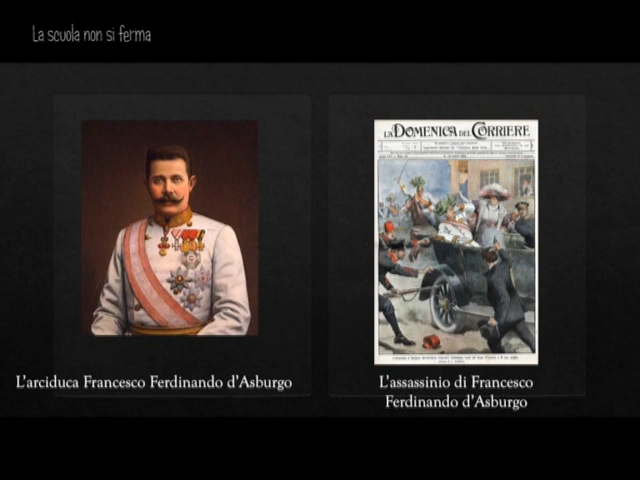 La scuola non si ferma
LA DOMENICA DEL CORRIERE
L'arciduca Francesco Ferdinando d'Asburgo
L'assassinio di Francesco
Ferdinando d'Asburgo